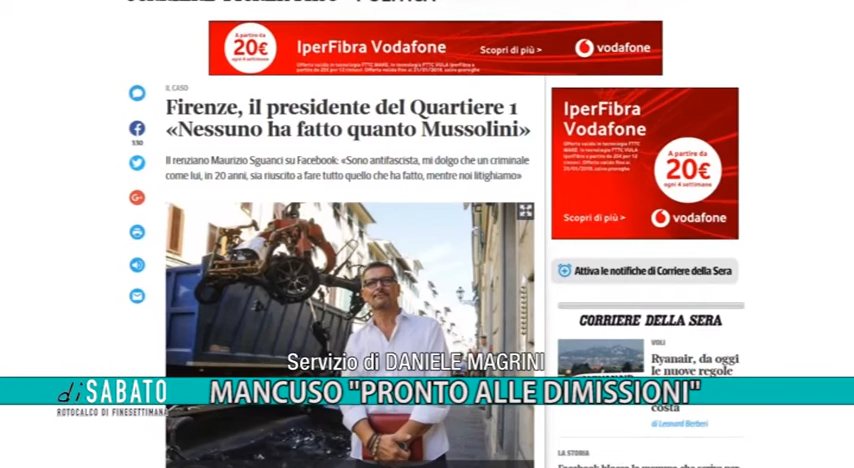 A partire da
20€
ogni 4 settimane
IperFibra Vodafone
Scopri di più >
vodafone
IL CASO
Firenze, il presidente del Quartiere 1
«Nessuno ha fatto quanto Mussolini»
Il renziano Maurizio Sguanci su Facebook: «Sono antifascista, mi dolgo che un criminale
come lui, in 20 anni, sia riuscito a fare tutto quello che ha fatto, mentre noi litighiamo»
IperFibra
Vodafone
A partire da
20€
ogni 4 settimane
Scopri di più >
vodafone
Attiva le notifiche di Corriere della Sera
CORRIERE DELLA SERA
VOLI
Ryanair, da oggi
le nuove regole
costa
di Leonard Berberi
LA STORIA
Servizio di DANIELE MAGRINI
di SABATO
ROTOCALCO DI FINESETTIMANA
MANCUSO "PRONTO ALLE DIMISSIONI"